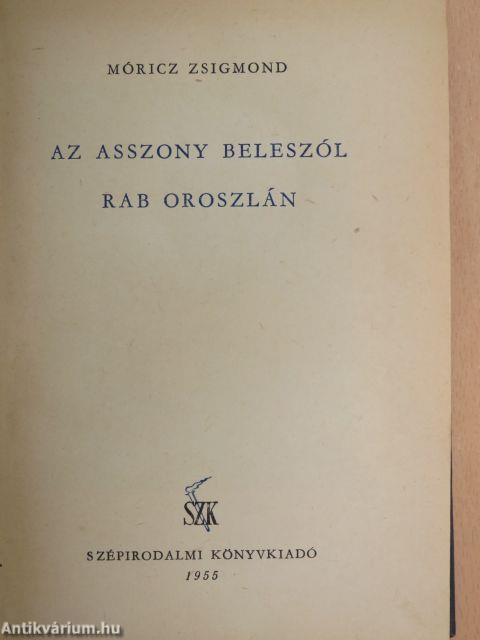 MÓRICZ ZSIGMOND
AZ ASSZONY BELESZÓL
RAB OROSZLÁN
SZK
SZÉPIRODALMI KÖNYVKIADÓ
1955
Antikvárium.hu